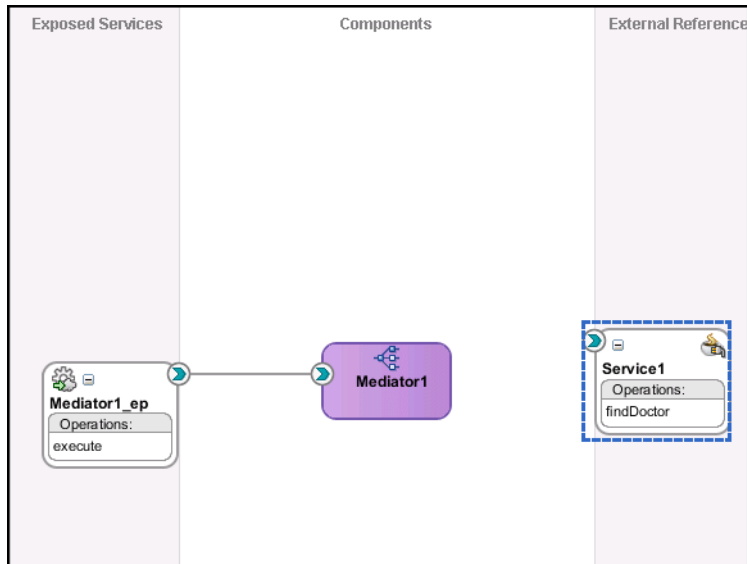 Exposed Services
Components
External Reference
Mediator1_ep
Operations:
execute
Mediator1
Service1
Operations:
findDoctor